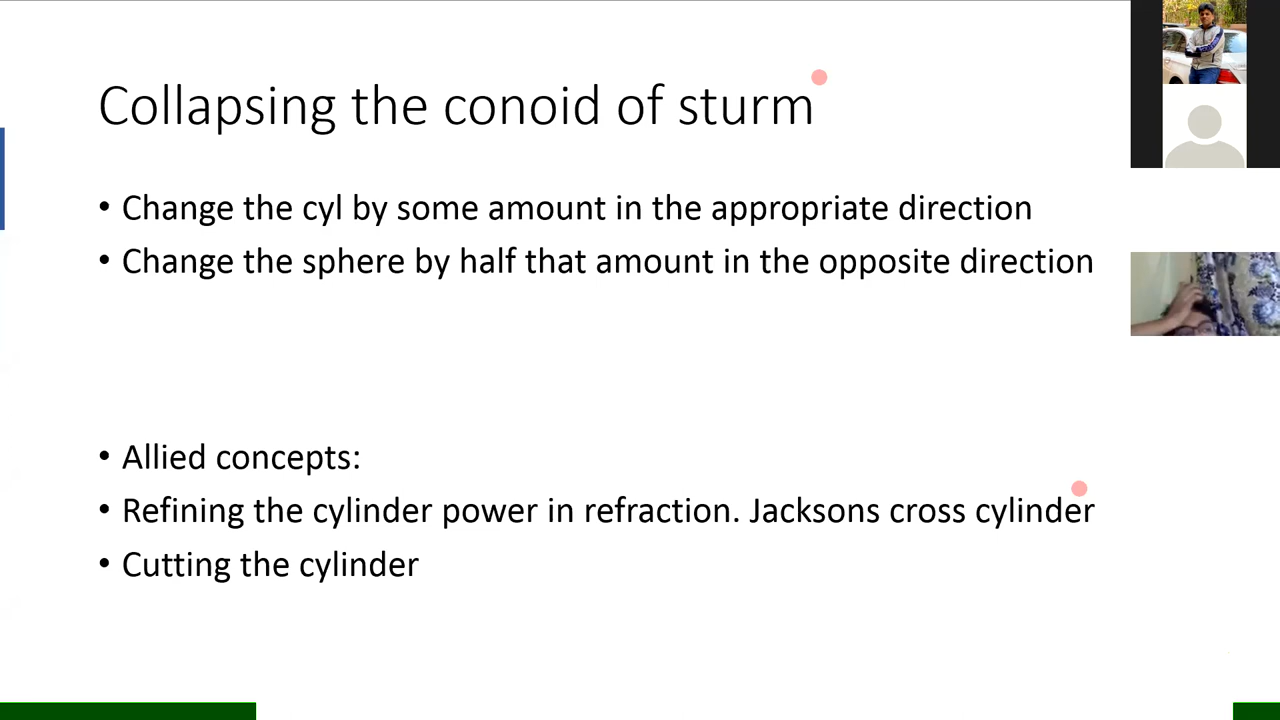 Collapsing the conoid of sturm
• Change the cyl by some amount in the appropriate direction
• Change the sphere by half that amount in the opposite direction
• Allied concepts:
• Refining the cylinder power in refraction. Jacksons cross cylinder
• Cutting the cylinder